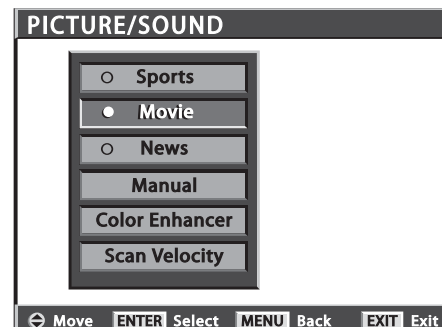 PICTURE/SOUND
Sports
Movie
News
Manual
Color Enhancer
Scan Velocity
Move ENTER Select MENU Back EXIT Exit